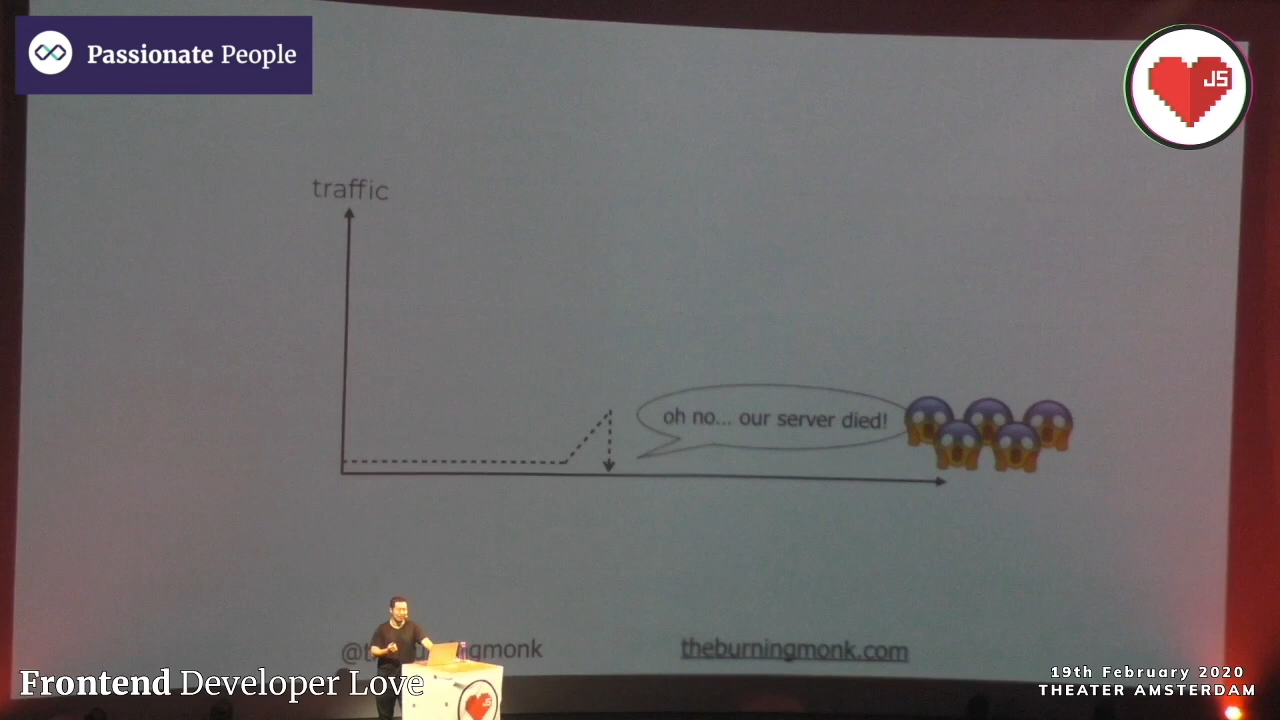 Passionate People
JS
traffic
oh no... our server died!
theburningmonk.com
Frontend Developer Love
19th February 2020
THEATER AMSTERDAM
JS